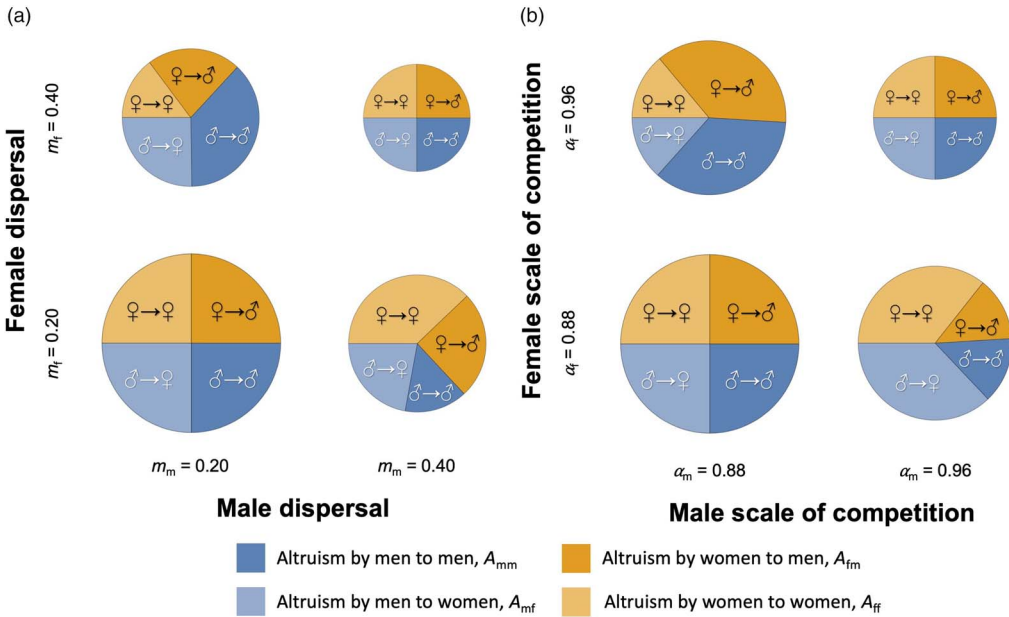 (a)
Female dispersal
m_f = 0.40
♀→♀
♀→♂
♂→♀
♂→♂
♀→♀
♀→♂
♂→♀
♂→♂
m_f = 0.20
♀→♀
♀→♂
♂→♀
♂→♂
♀→♀
♀→♂
♂→♀
♂→♂
m_m = 0.20
m_m = 0.40
Male dispersal
(b)
Female scale of competition
α_f = 0.96
♀→♀
♀→♂
♂→♀
♂→♂
♀→♀
♀→♂
♂→♀
♂→♂
α_f = 0.88
♀→♀
♀→♂
♂→♀
♂→♂
♀→♀
♀→♂
♂→♀
♂→♂
α_m = 0.88
α_m = 0.96
Male scale of competition
Altruism by men to men, A_mm
Altruism by women to men, A_fm
Altruism by men to women, A_mf
Altruism by women to women, A_ff